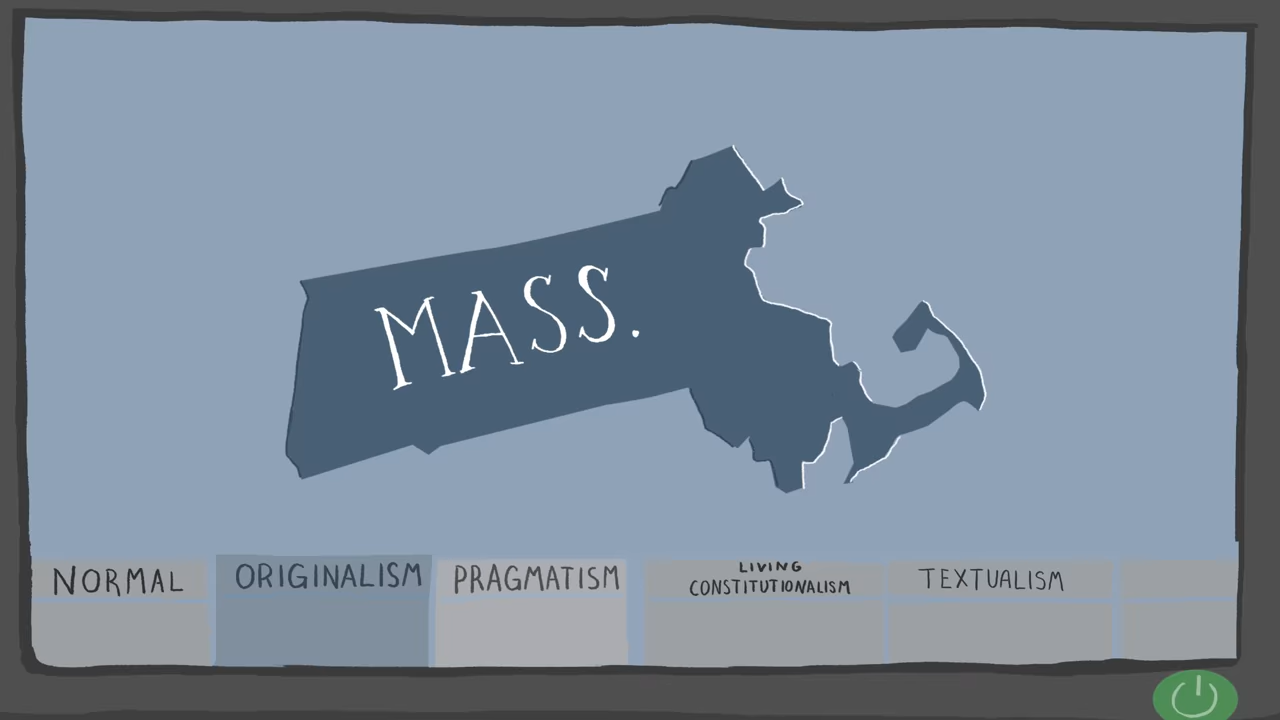 MASS.
NORMAL
ORIGINALISM
PRAGMATISM
LIVING
CONSTITUTIONALISM
TEXTUALISM